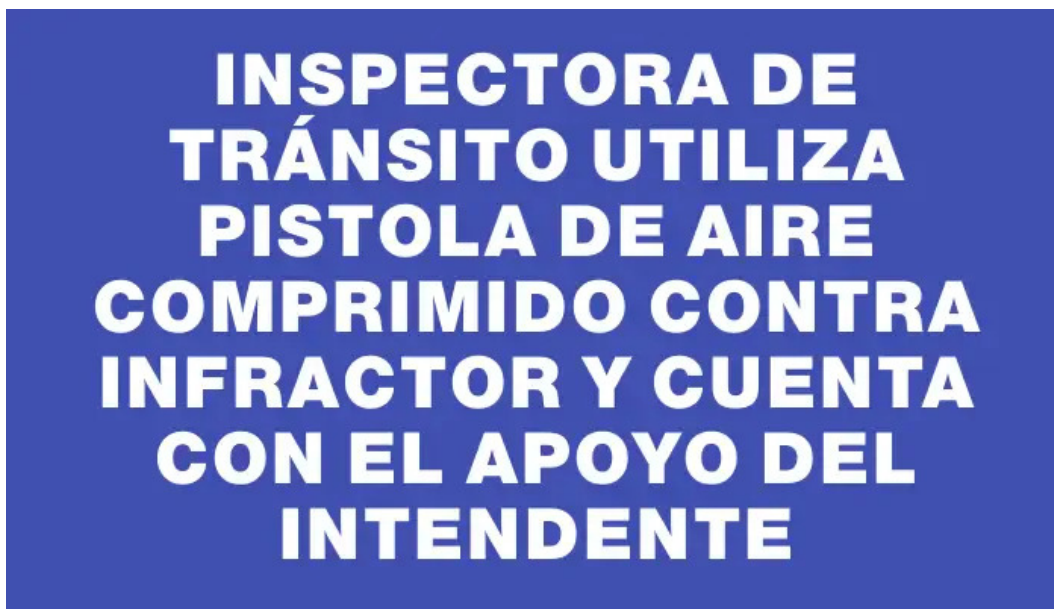 INSPECTORA DE
TRÁNSITO UTILIZA
PISTOLA DE AIRE
COMPRIMIDO CONTRA
INFRACTOR Y CUENTA
CON EL APOYO DEL
INTENDENTE